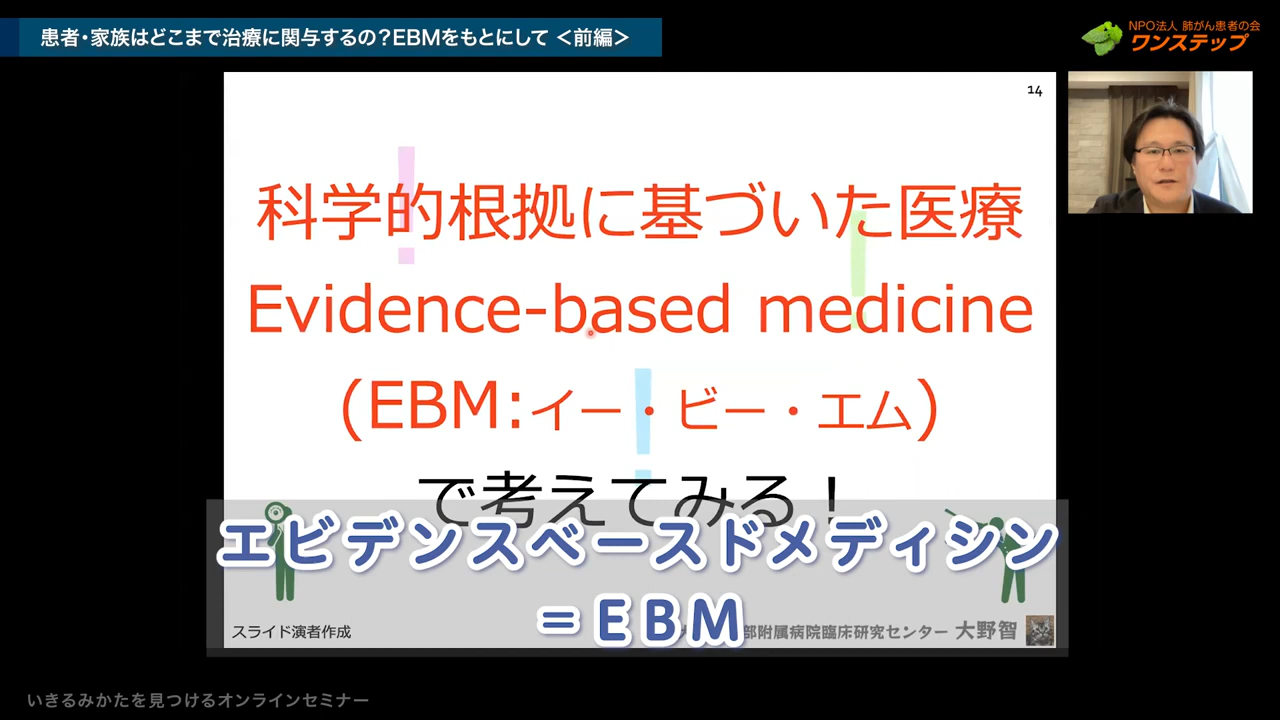 患者・家族はどこまで治療に関与するの?EBMをもとにして <前編>
NPO法人 肺がん患者の会
ワンステップ
14
科学的根拠に基づいた医療
Evidence-based medicine
(EBM:イー・ビー・エム)
で考えてみる!
エビデンスベースドメディシン
=EBM
スライド演者作成
部附属病院臨床研究センター 大野智
いきるみかたを見つけるオンラインセミナー